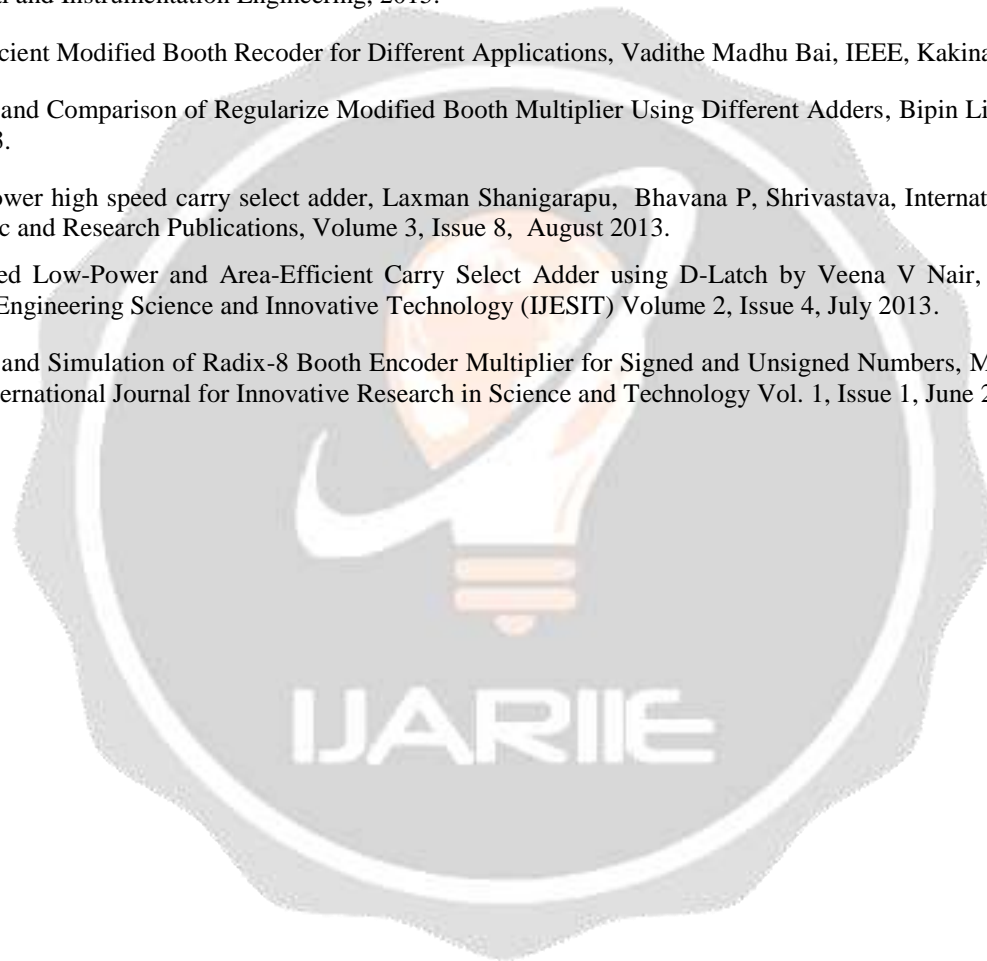 and Instrumentation Engineering, 2013.
cient Modified Booth Recoder for Different Applications, Vadithe Madhu Bai, IEEE, Kakina
and Comparison of Regularize Modified Booth Multiplier Using Different Adders, Bipin Li
3.
ower high speed carry select adder, Laxman Shanigarapu, Bhavana P, Shrivastava, Internat
c and Research Publications, Volume 3, Issue 8, August 2013.
ed Low-Power and Area-Efficient Carry Select Adder using D-Latch by Veena V Nair,
Engineering Science and Innovative Technology (IJESIT) Volume 2, Issue 4, July 2013.
and Simulation of Radix-8 Booth Encoder Multiplier for Signed and Unsigned Numbers, M
ernational Journal for Innovative Research in Science and Technology Vol. 1, Issue 1, June 2
IJARIIE